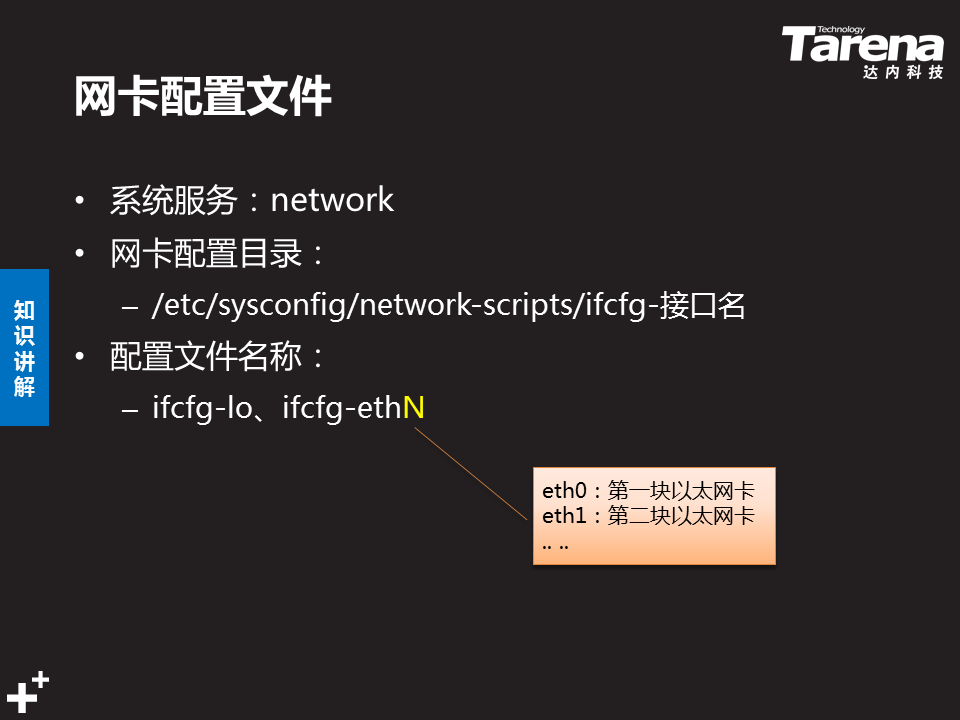 Technology
Tarena
达内科技
网卡配置文件
• 系统服务：network
• 网卡配置目录：
– /etc/sysconfig/network-scripts/ifcfg-接口名
• 配置文件名称：
– ifcfg-lo、ifcfg-ethN
知
识
讲
解
eth0：第一块以太网卡
eth1：第二块以太网卡
.. ..